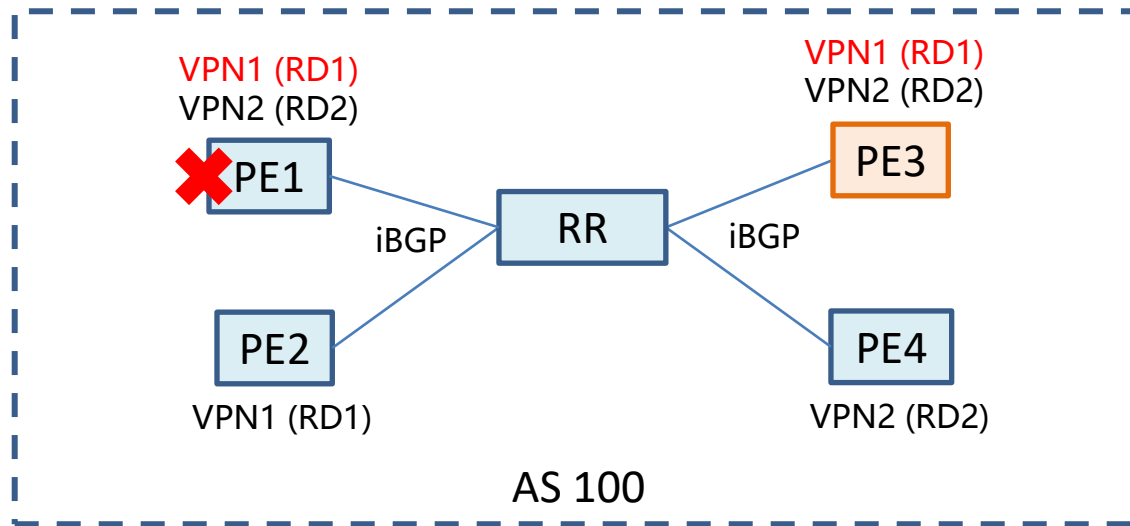 VPN1 (RD1)
VPN2 (RD2)
PE1
VPN1 (RD1)
VPN2 (RD2)
PE3
RR
iBGP
iBGP
PE2
VPN1 (RD1)
PE4
VPN2 (RD2)
AS 100